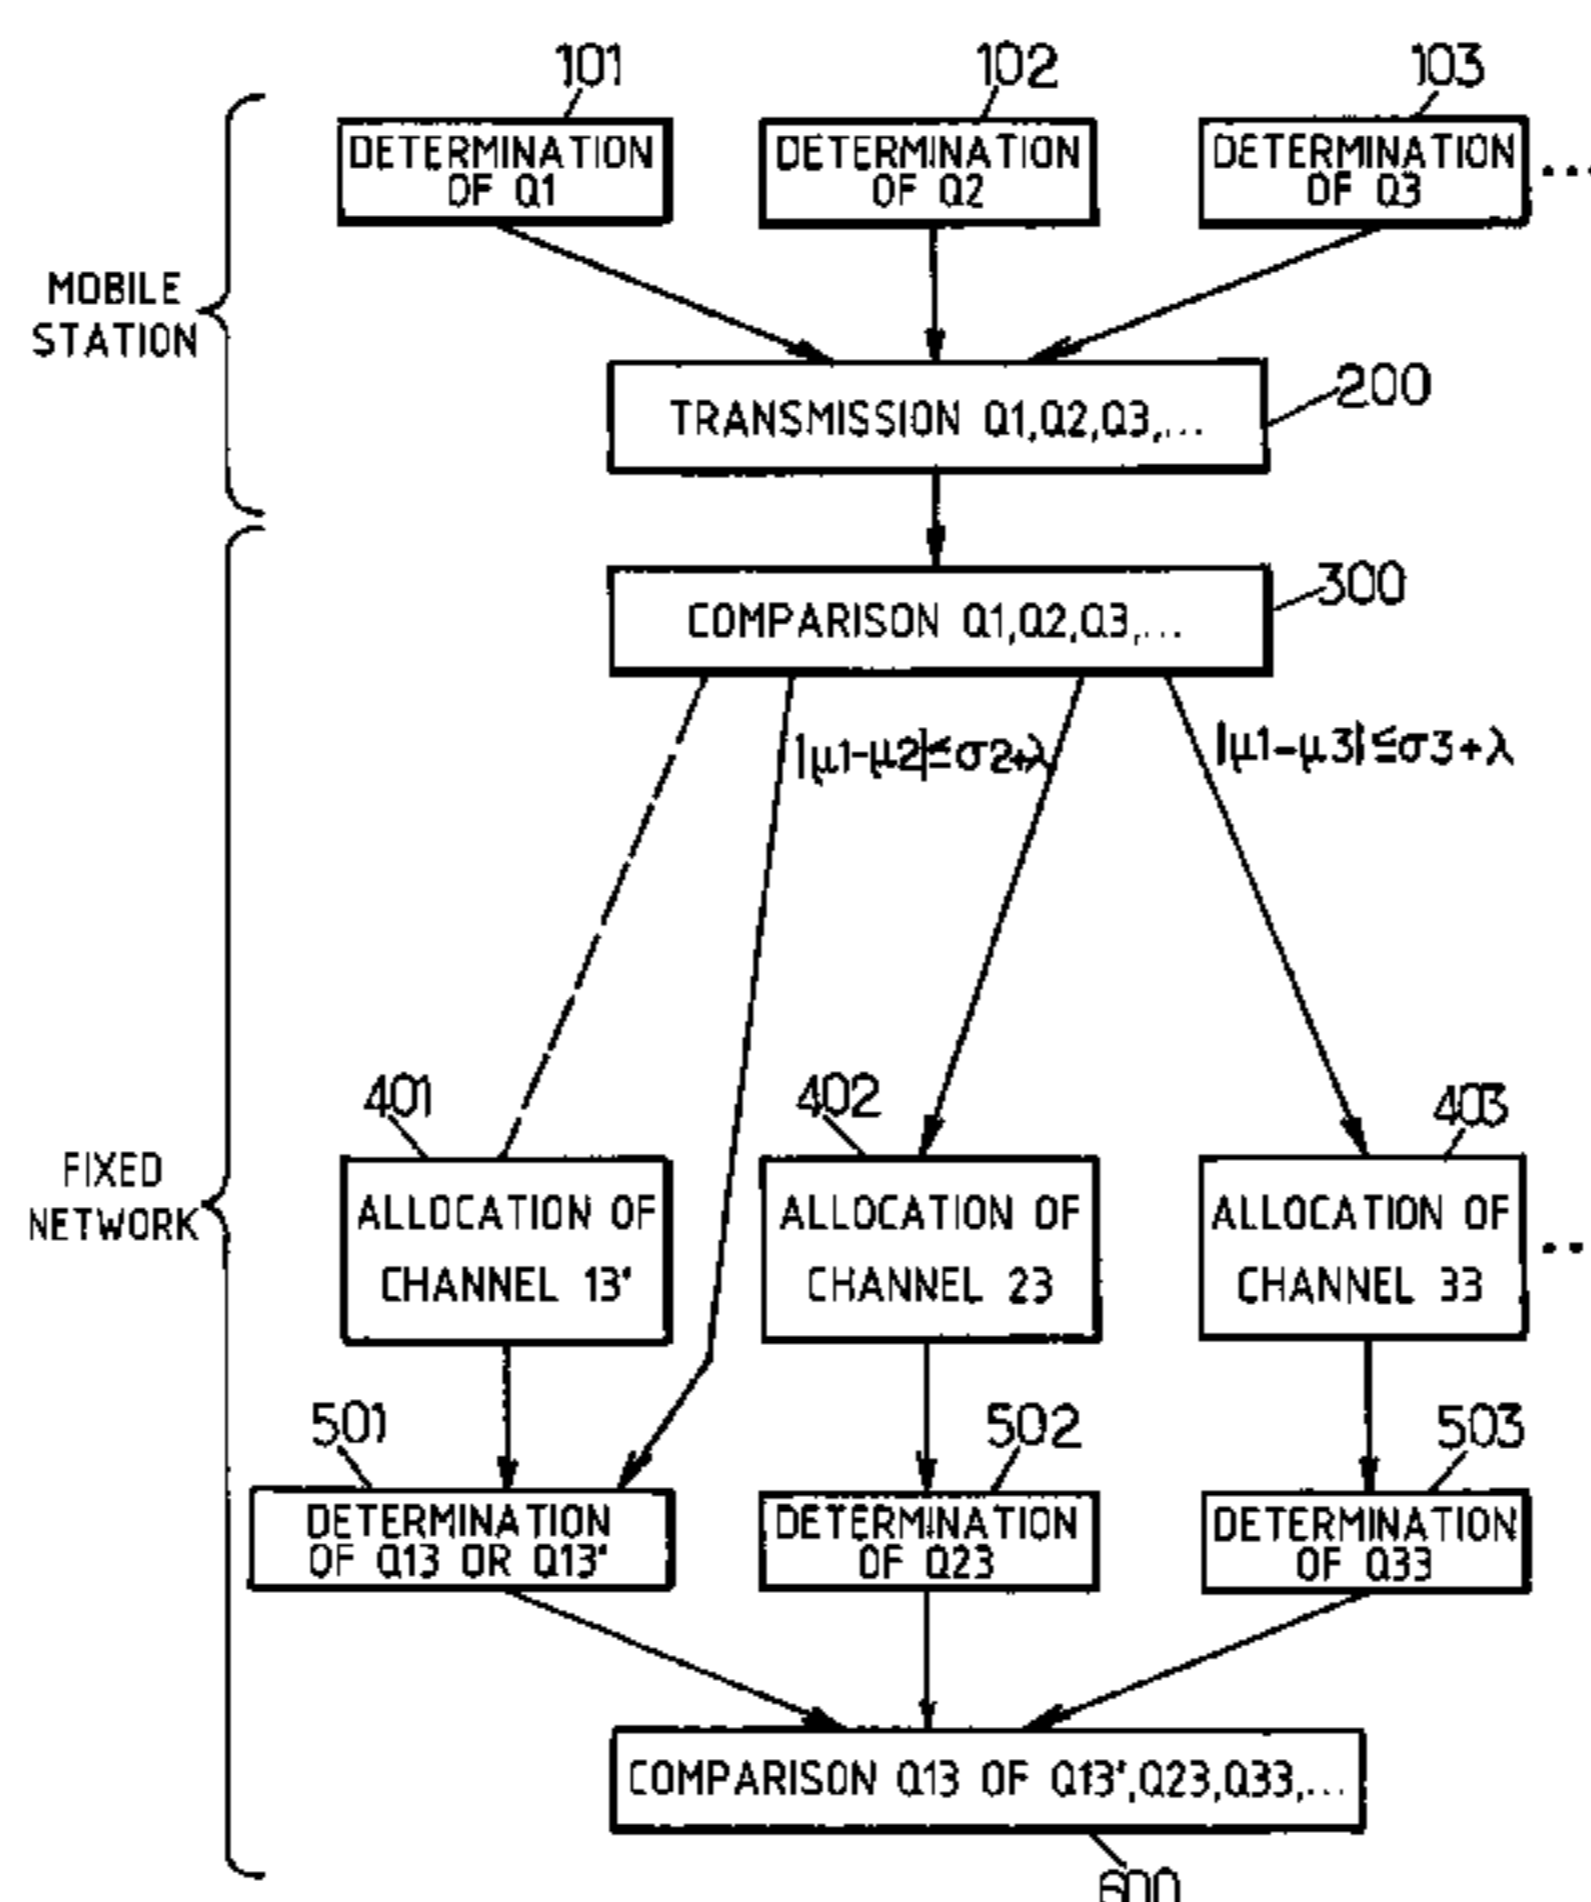 101
102
103
DETERMINATION
OF Q1
DETERMINATION
OF Q2
DETERMINATION
OF Q3
...
MOBILE
STATION
TRANSMISSION Q1,Q2,Q3,...
200
COMPARISON Q1,Q2,Q3,...
300
|μ1-μ2|≦σ2+λ
|μ1-μ3|≦σ3+λ
401
402
403
FIXED
NETWORK
ALLOCATION OF
CHANNEL 13'
ALLOCATION OF
CHANNEL 23
ALLOCATION OF
CHANNEL 33
..
501
502
503
DETERMINATION
OF Q13 OR Q13'
DETERMINATION
OF Q23
DETERMINATION
OF Q33
COMPARISON Q13 OF Q13',Q23,Q33,...
600